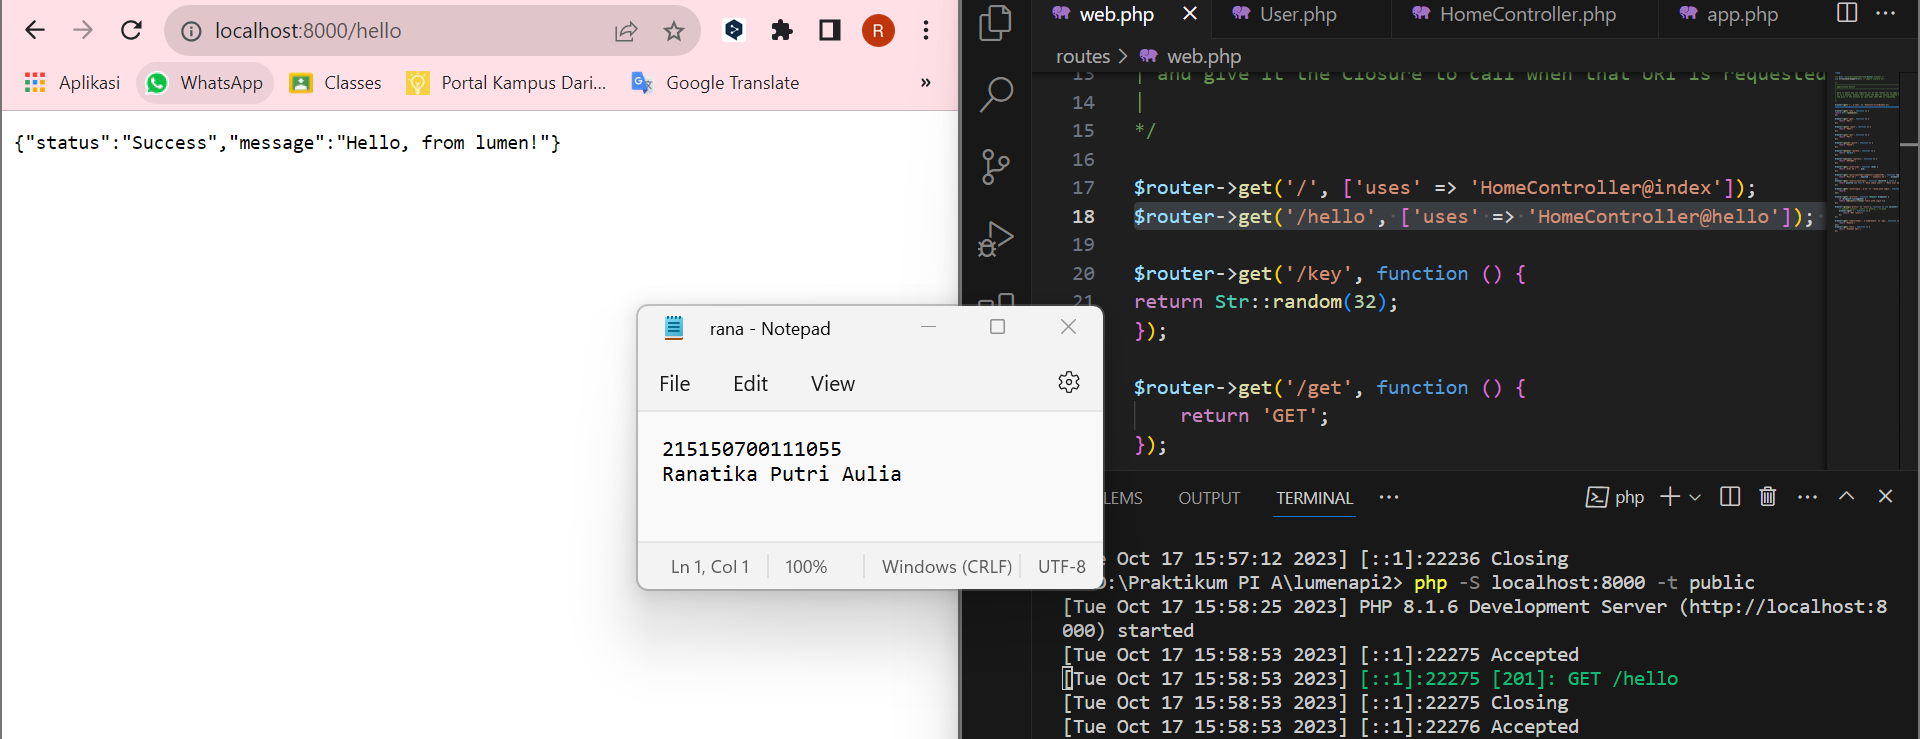 localhost:8000/hello
R
Aplikasi
WhatsApp
Classes
Portal Kampus Dari...
Google Translate
»
{"status":"Success","message":"Hello, from lumen!"}
web.php
User.php
HomeController.php
app.php
routes > web.php
13 | and give it the Closure to call when that URI is requested
14 |
15 */
16
17 $router->get('/', ['uses' => 'HomeController@index']);
18 $router->get('/hello', ['uses' => 'HomeController@hello']);
19
20 $router->get('/key', function () {
21 return Str::random(32);
});
$router->get('/get', function () {
return 'GET';
});
rana - Notepad
File Edit View
215150700111055
Ranatika Putri Aulia
Ln 1, Col 1
100%
Windows (CRLF)
UTF-8
LEMS
OUTPUT
TERMINAL
php
e Oct 17 15:57:12 2023] [::1]:22236 Closing
:\Praktikum PI A\lumenapi2> php -S localhost:8000 -t public
[Tue Oct 17 15:58:25 2023] PHP 8.1.6 Development Server (http://localhost:8
000) started
[Tue Oct 17 15:58:53 2023] [::1]:22275 Accepted
[Tue Oct 17 15:58:53 2023] [::1]:22275 [201]: GET /hello
[Tue Oct 17 15:58:53 2023] [::1]:22275 Closing
[Tue Oct 17 15:58:53 2023] [::1]:22276 Accepted